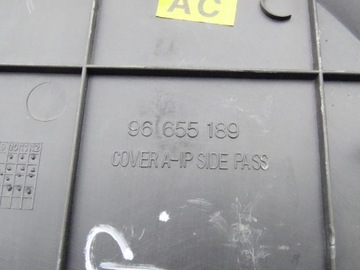 AC
96 655 189
COVER A-IP SIDE PASS